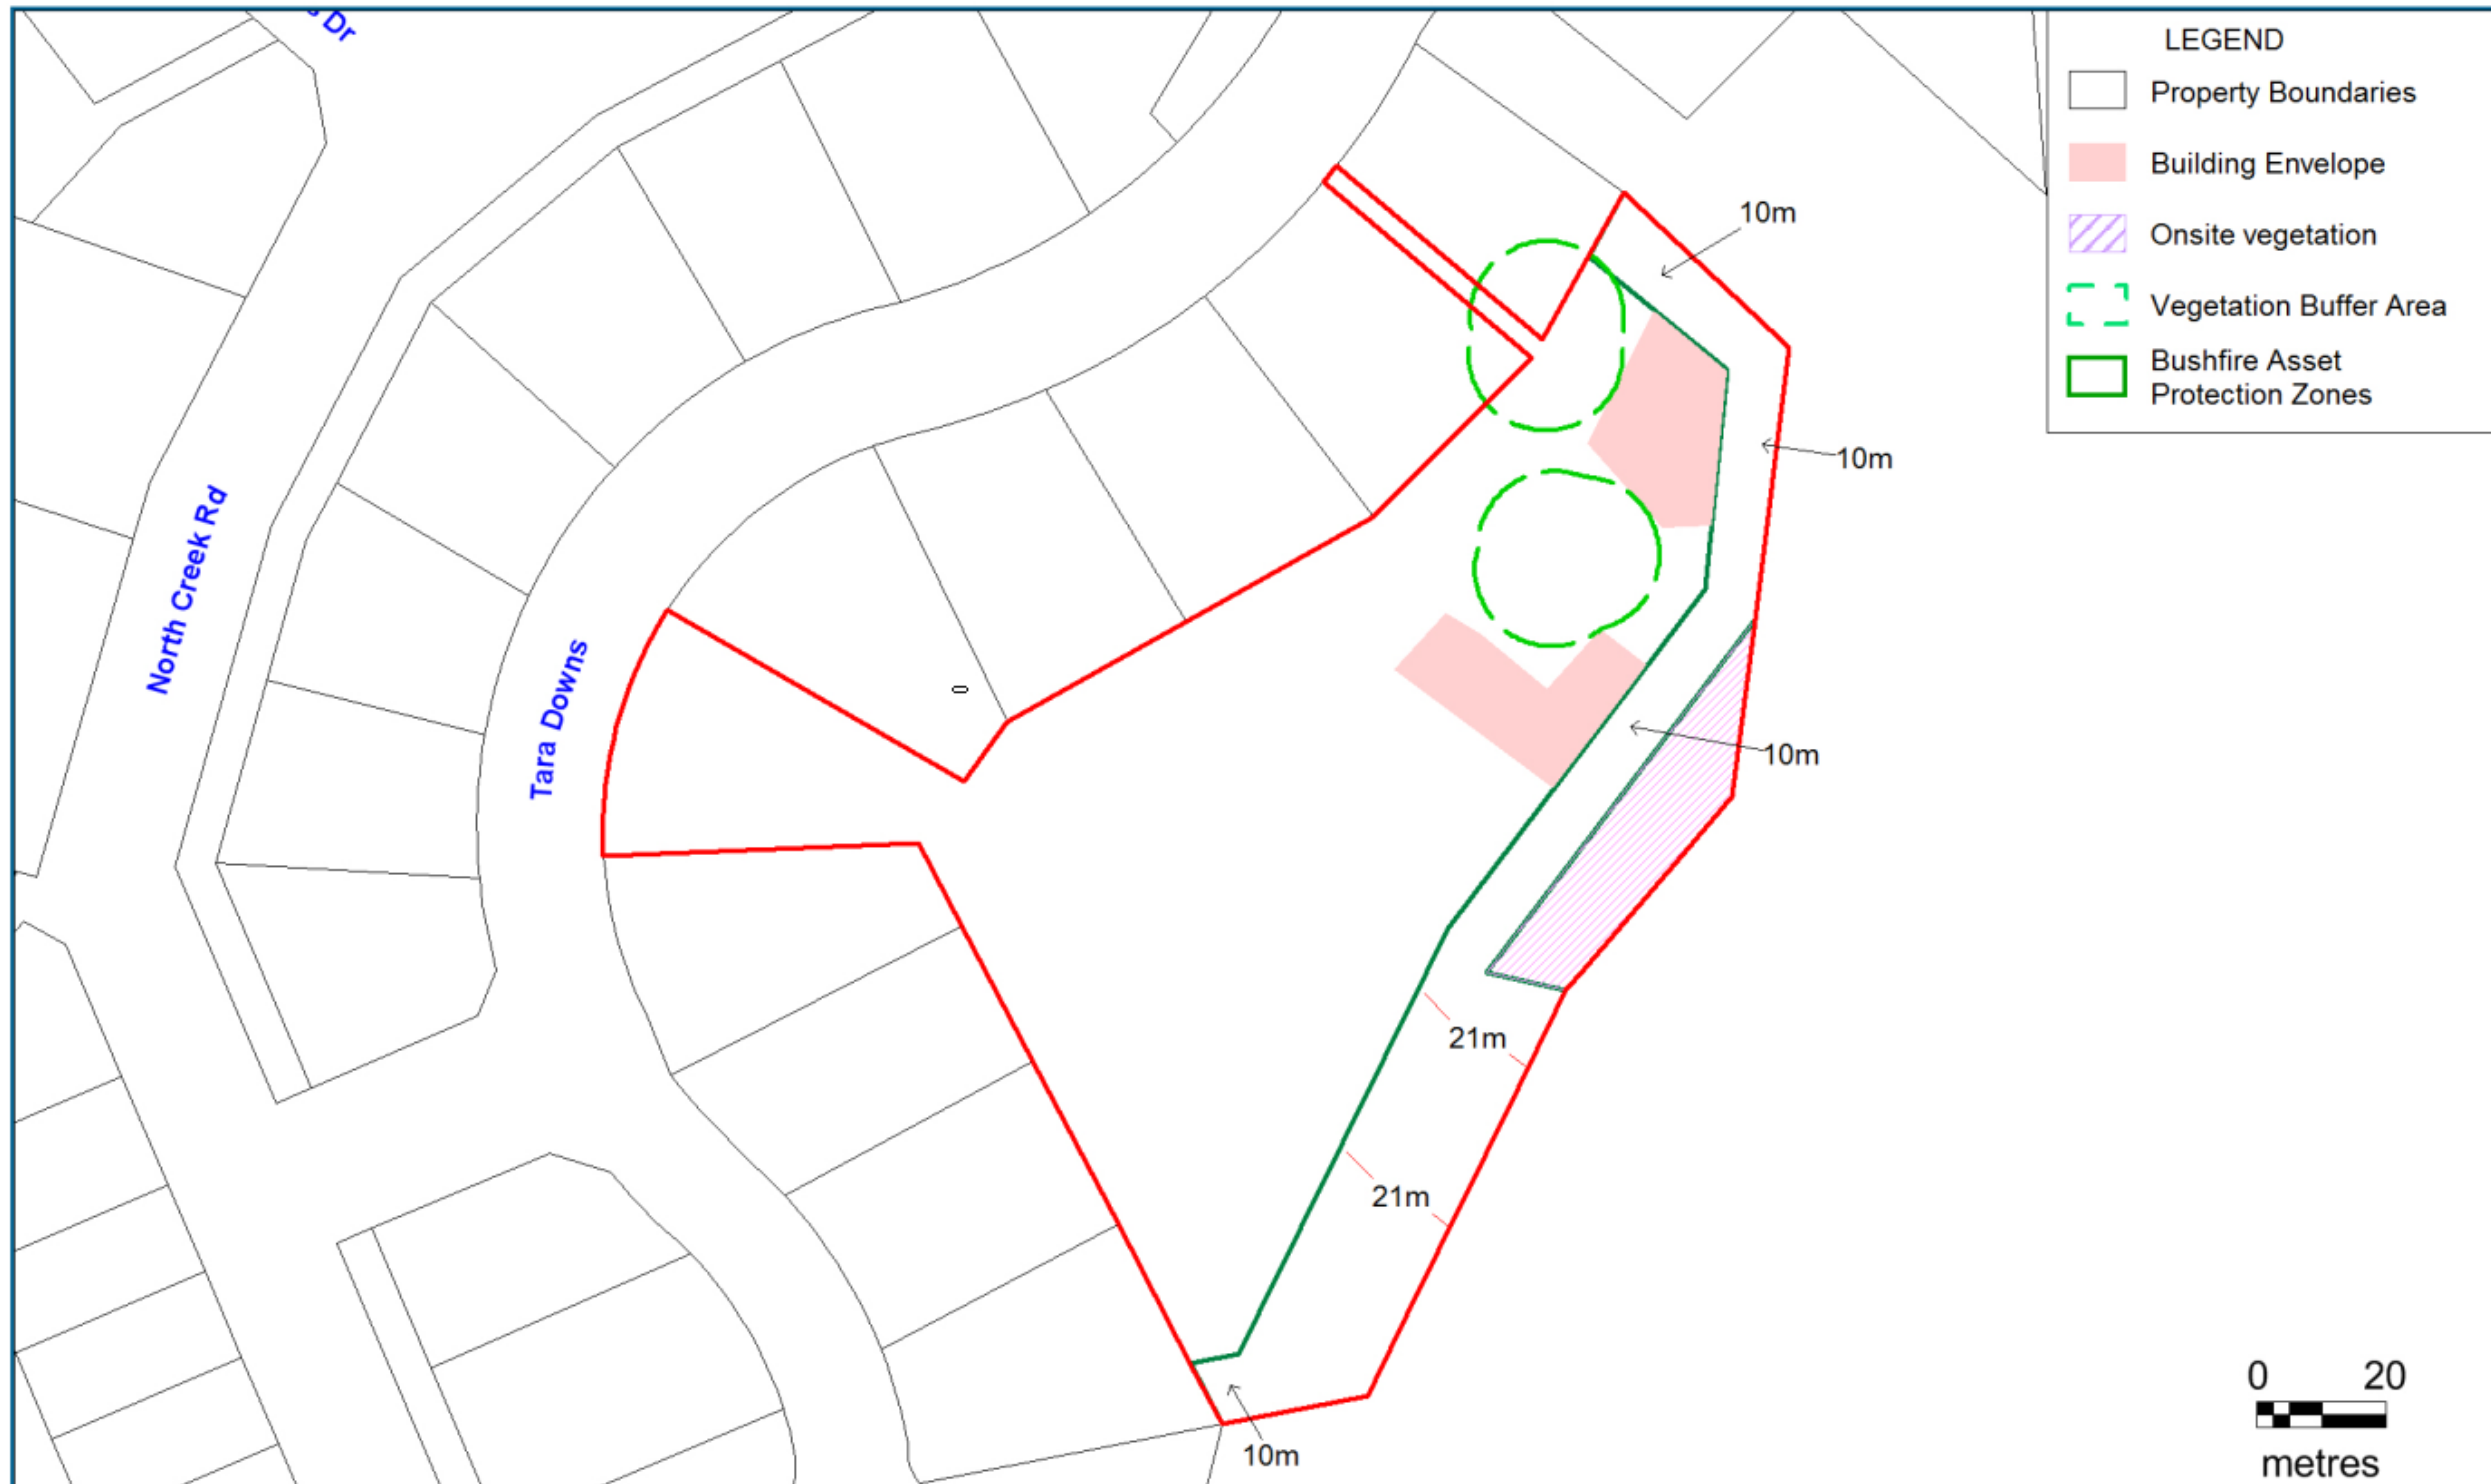 s Dr
LEGEND
Property Boundaries
Building Envelope
Onsite vegetation
Vegetation Buffer Area
Bushfire Asset
Protection Zones
10m
10m
North Creek Rd
Tara Downs
0
10m
21m
21m
10m
0 20
metres